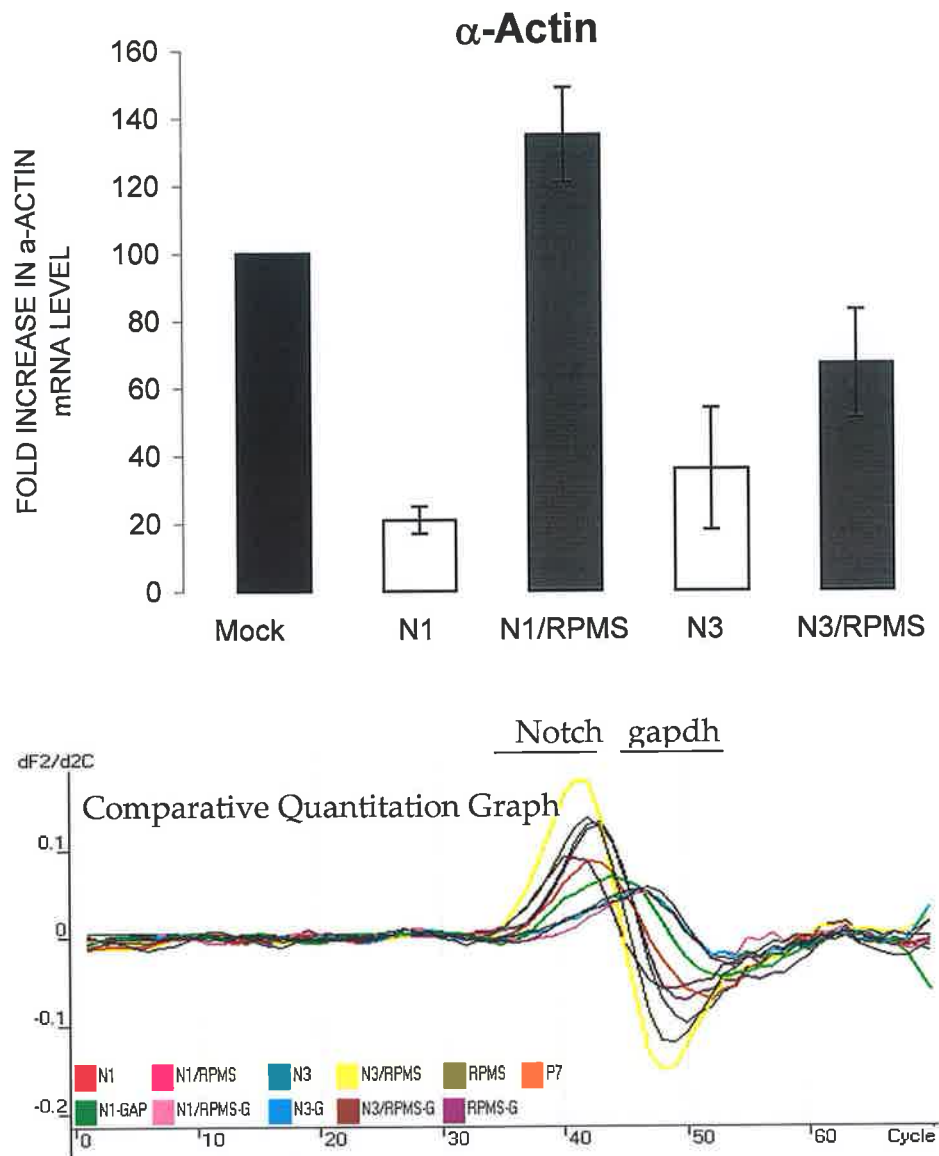 α-Actin
FOLD INCREASE IN a-ACTIN
mRNA LEVEL
160
140
120
100
80
60
40
20
0
Mock N1 N1/RPMS N3 N3/RPMS
Notch gapdh
dF2/d2C
Comparative Quantitation Graph
0.1
0
-0.1
-0.2
N1 N1/RPMS N3 N3/RPMS RPMS P7
N1-GAP N1/RPMS-G N3-G N3/RPMS-G RPMS-G
0 10 20 30 40 50 60 Cycle